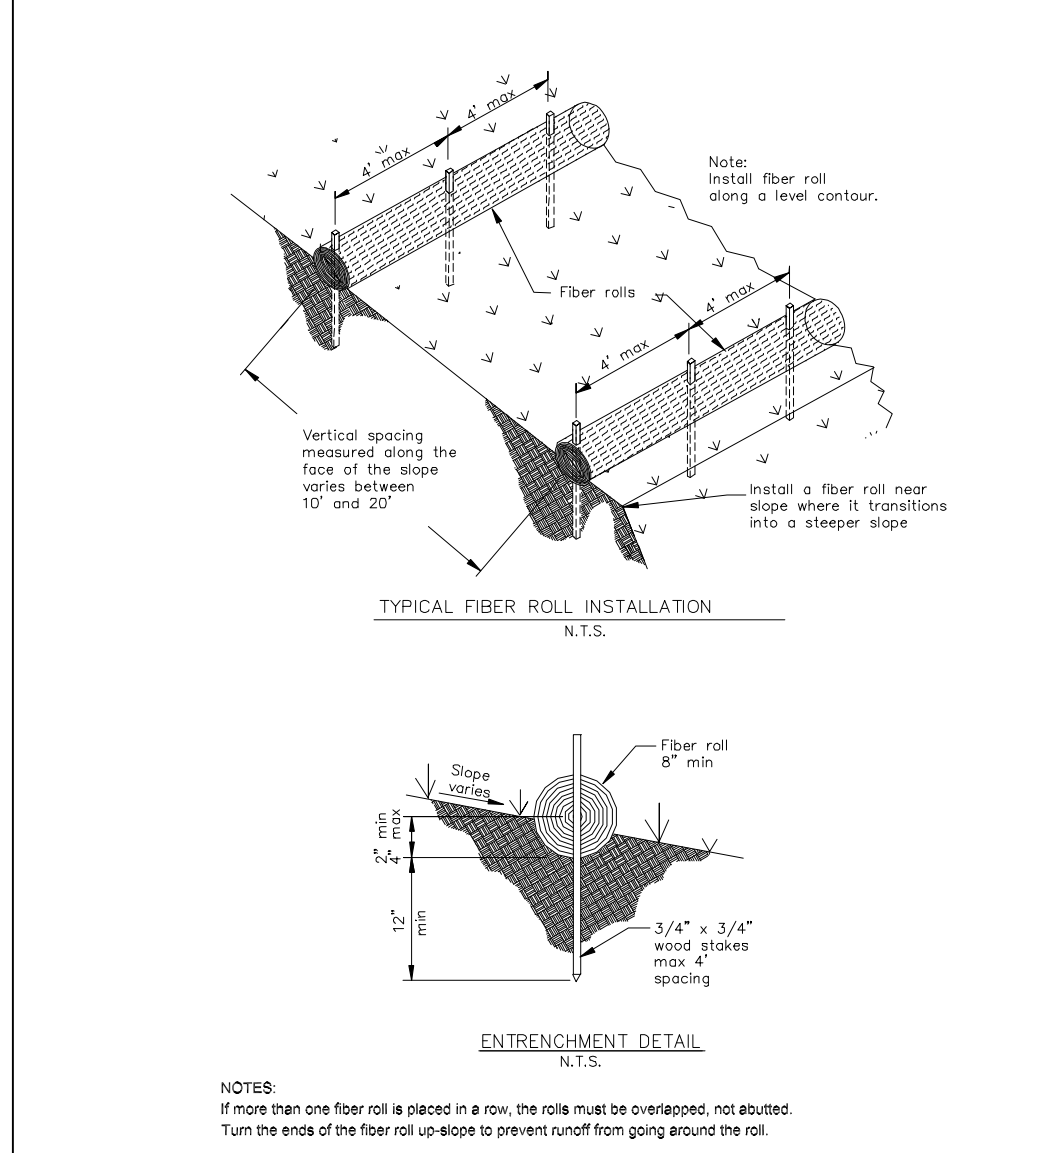 4' max
4' max
Note:
Install fiber roll
along a level contour.
Fiber rolls
4' max
4' max
Vertical spacing
measured along the
face of the slope
varies between
10' and 20'
Install a fiber roll near
slope where it transitions
into a steeper slope
TYPICAL FIBER ROLL INSTALLATION
N.T.S.
Fiber roll
8" min
Slope
varies
2" min
4" max
12"
min
3/4" x 3/4"
wood stakes
max 4'
spacing
ENTRENCHMENT DETAIL
N.T.S.
NOTES:
If more than one fiber roll is placed in a row, the rolls must be overlapped, not abutted.
Turn the ends of the fiber roll up-slope to prevent runoff from going around the roll.